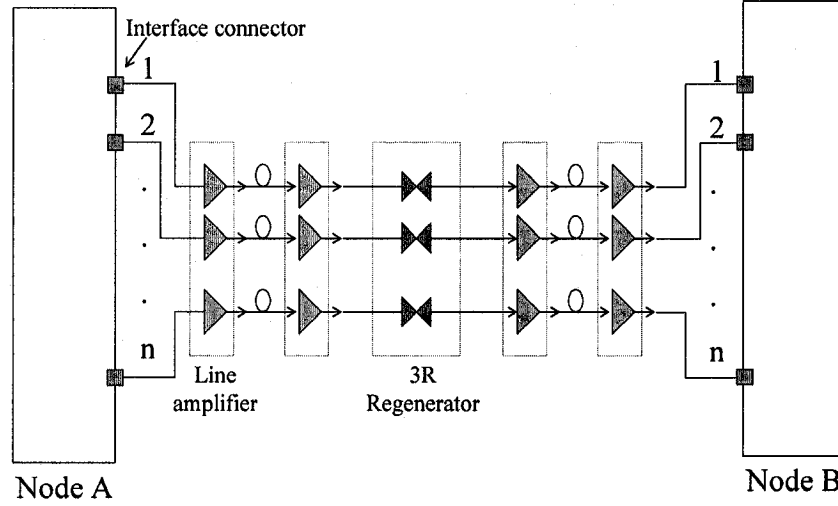 Interface connector
1
1
2
2
n
n
Line
amplifier
3R
Regenerator
Node A
Node B